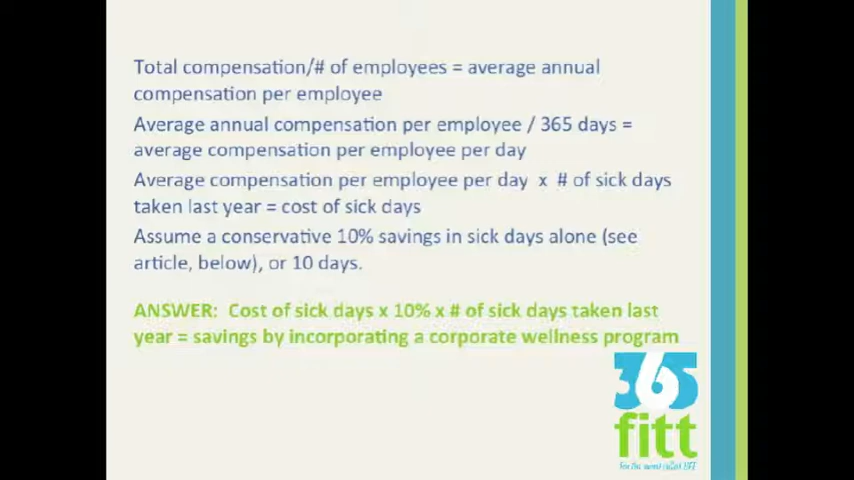 Total compensation/# of employees = average annual
compensation per employee
Average annual compensation per employee / 365 days =
average compensation per employee per day
Average compensation per employee per day x # of sick days
taken last year = cost of sick days
Assume a conservative 10% savings in sick days alone (see
article, below), or 10 days.
ANSWER: Cost of sick days x 10% x # of sick days taken last
year = savings by incorporating a corporate wellness program
365
fitt